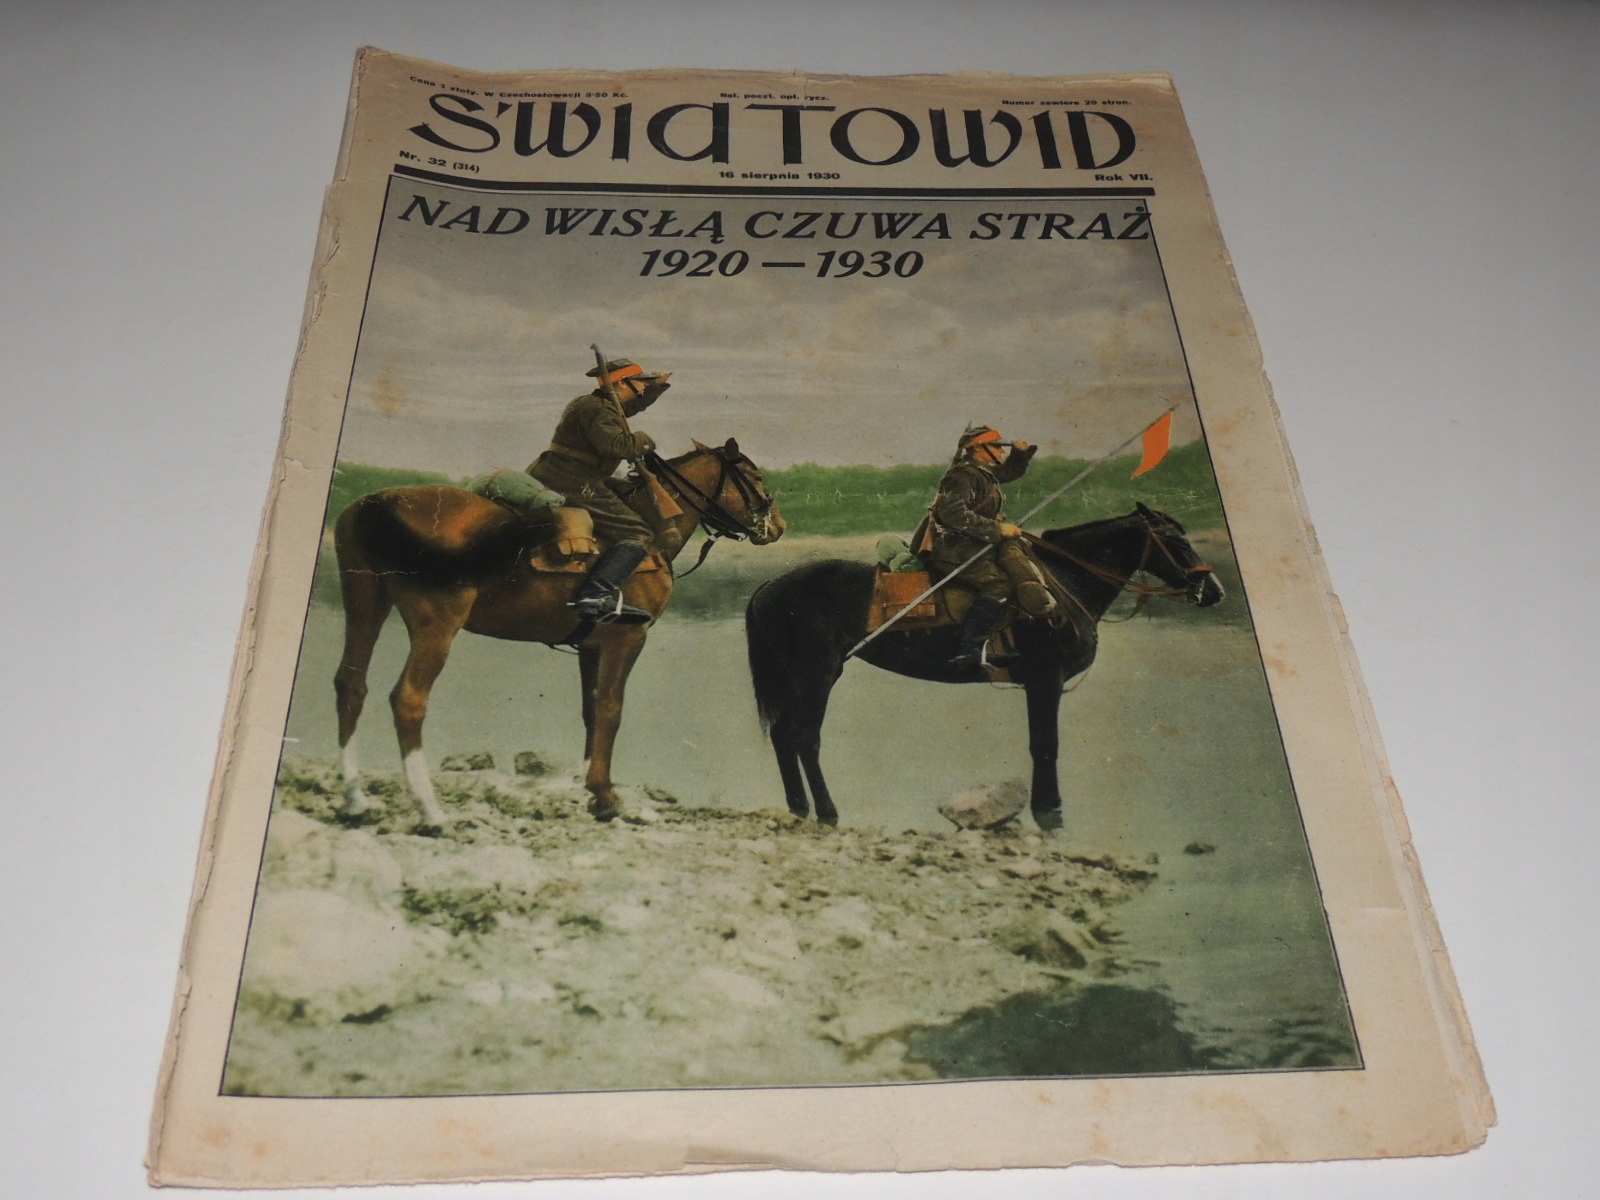 Cena 1 złoty. W Czechosłowacji 3·50 Kc.
Nal. poczt. opł. rycz.
Numer zawiera 20 stron.
ŚWIATOWID
Nr. 32 (314)
16 sierpnia 1930
Rok VII.
NAD WISŁĄ CZUWA STRAŻ
1920 — 1930